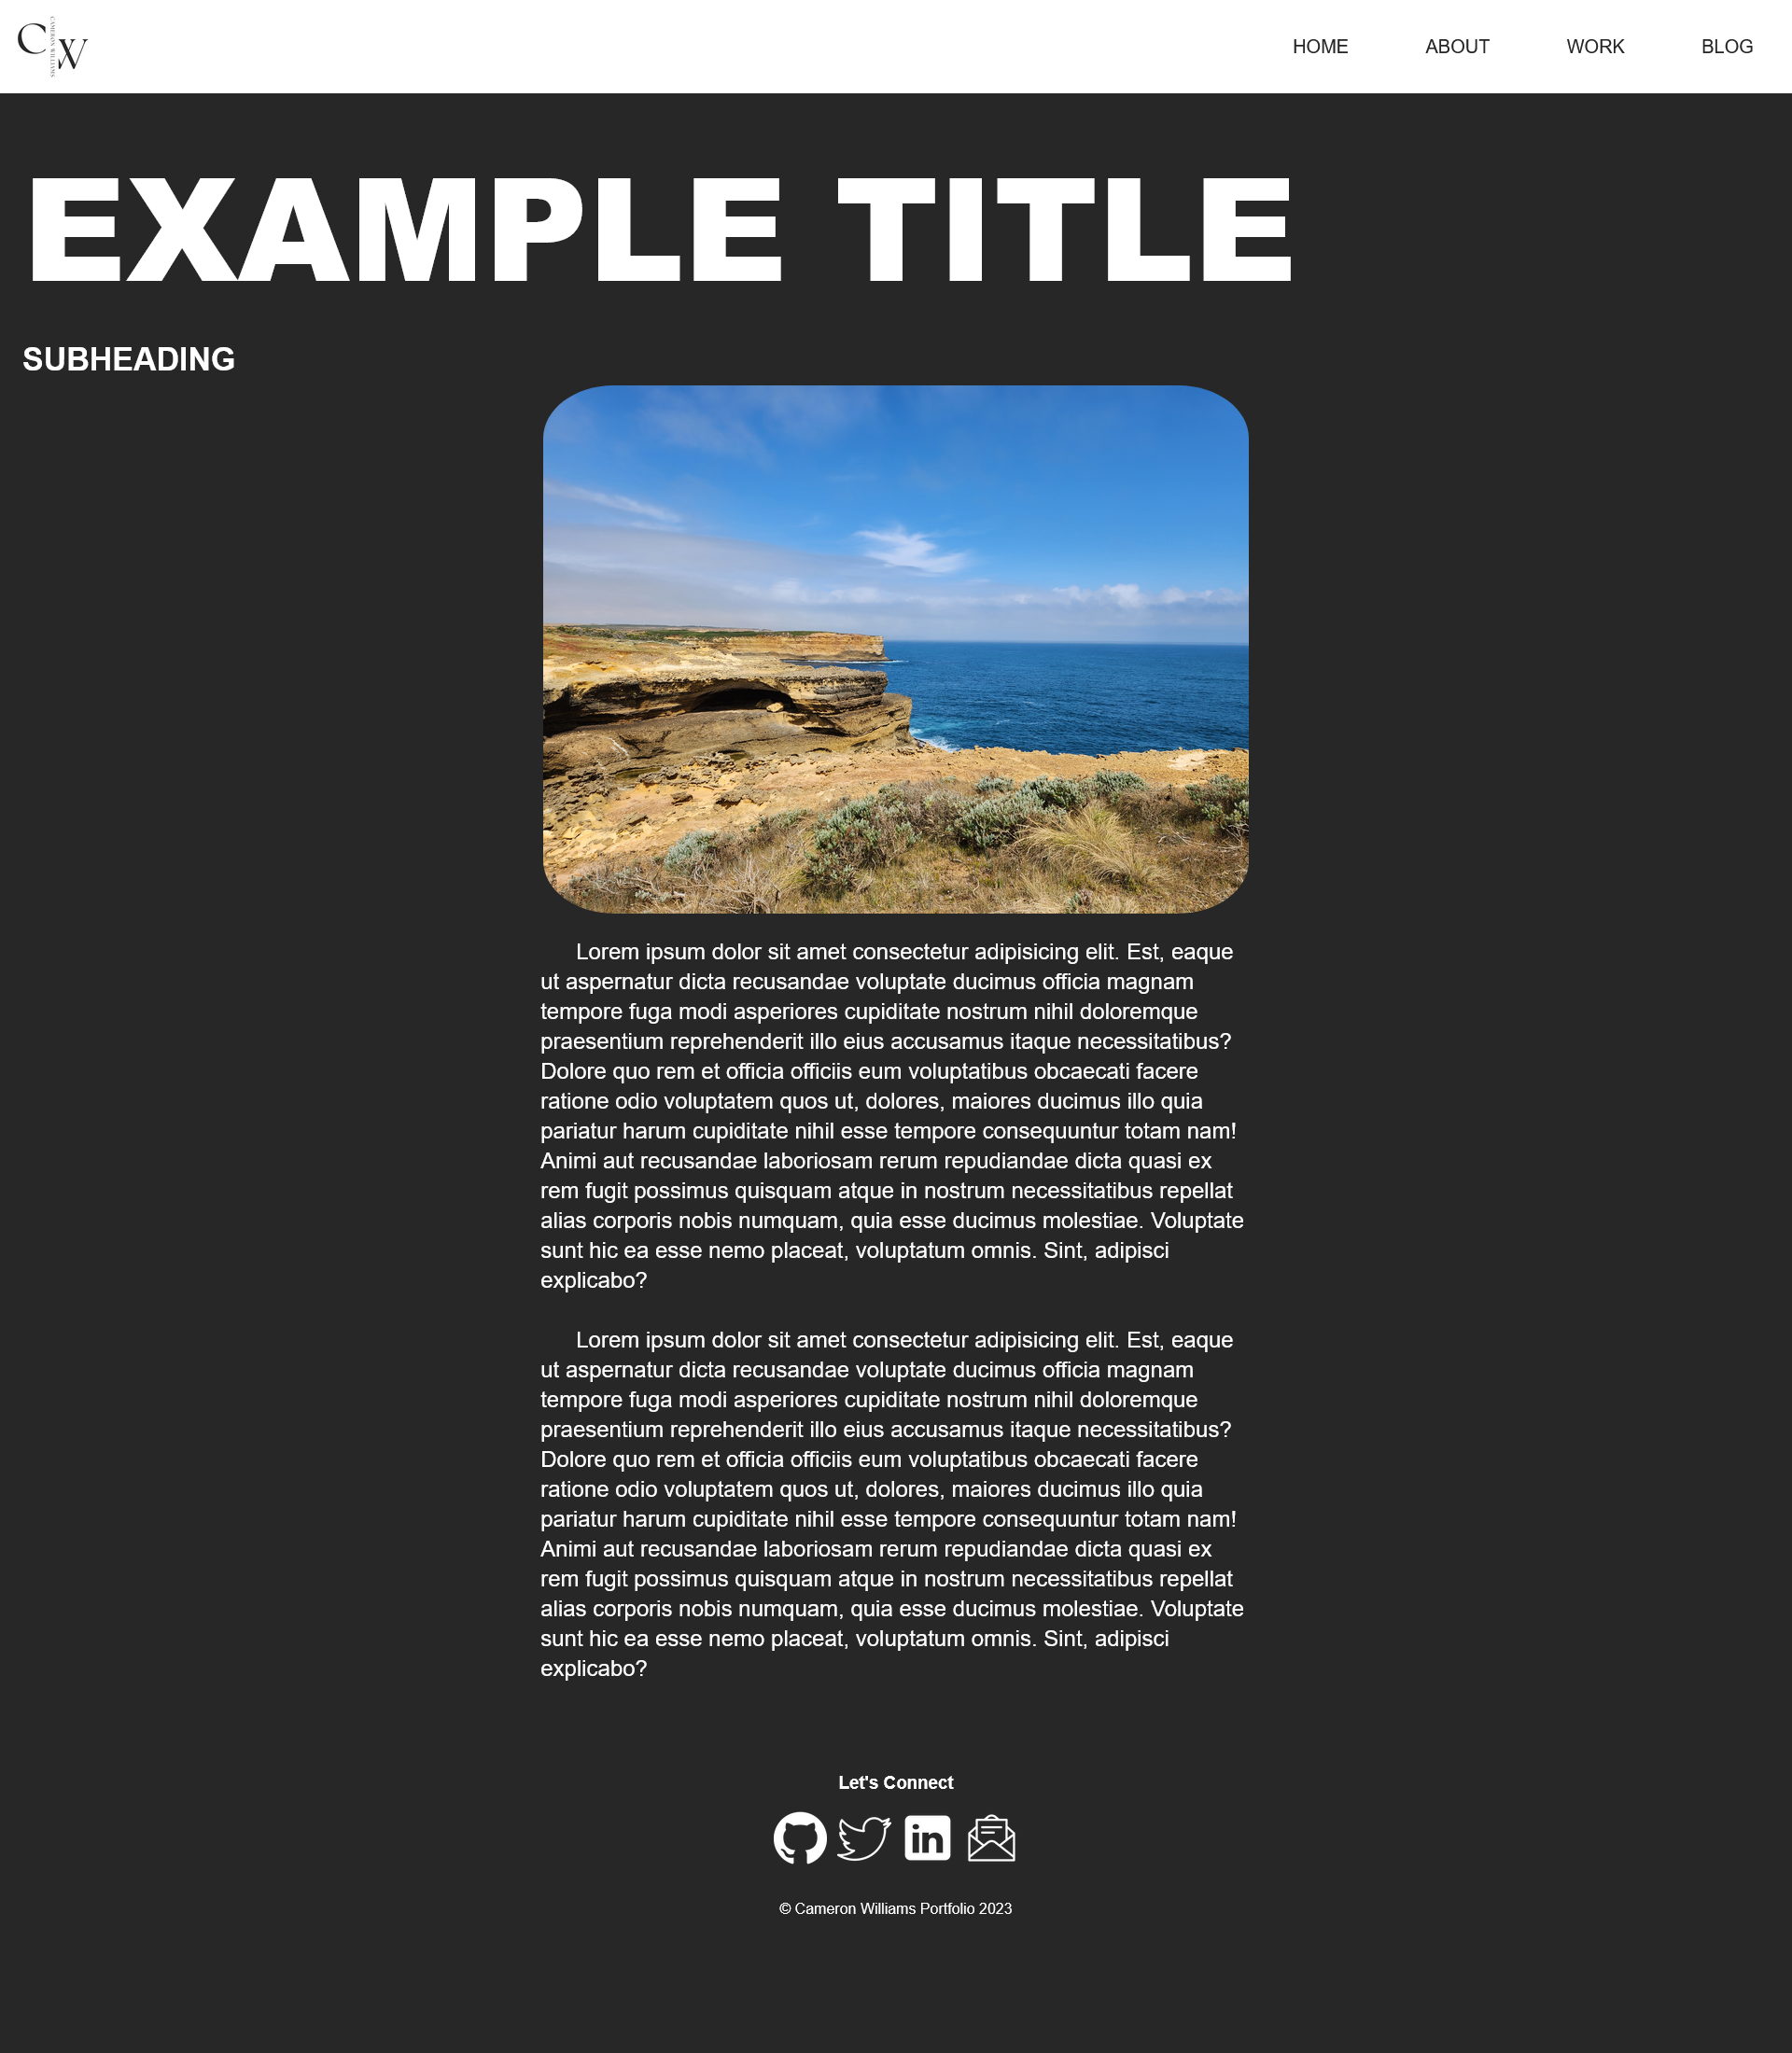 CW
CAMERON WILLIAMS
HOME
ABOUT
WORK
BLOG
EXAMPLE TITLE
SUBHEADING
Lorem ipsum dolor sit amet consectetur adipisicing elit. Est, eaque
ut aspernatur dicta recusandae voluptate ducimus officia magnam
tempore fuga modi asperiores cupiditate nostrum nihil doloremque
praesentium reprehenderit illo eius accusamus itaque necessitatibus?
Dolore quo rem et officia officiis eum voluptatibus obcaecati facere
ratione odio voluptatem quos ut, dolores, maiores ducimus illo quia
pariatur harum cupiditate nihil esse tempore consequuntur totam nam!
Animi aut recusandae laboriosam rerum repudiandae dicta quasi ex
rem fugit possimus quisquam atque in nostrum necessitatibus repellat
alias corporis nobis numquam, quia esse ducimus molestiae. Voluptate
sunt hic ea esse nemo placeat, voluptatum omnis. Sint, adipisci
explicabo?
Lorem ipsum dolor sit amet consectetur adipisicing elit. Est, eaque
ut aspernatur dicta recusandae voluptate ducimus officia magnam
tempore fuga modi asperiores cupiditate nostrum nihil doloremque
praesentium reprehenderit illo eius accusamus itaque necessitatibus?
Dolore quo rem et officia officiis eum voluptatibus obcaecati facere
ratione odio voluptatem quos ut, dolores, maiores ducimus illo quia
pariatur harum cupiditate nihil esse tempore consequuntur totam nam!
Animi aut recusandae laboriosam rerum repudiandae dicta quasi ex
rem fugit possimus quisquam atque in nostrum necessitatibus repellat
alias corporis nobis numquam, quia esse ducimus molestiae. Voluptate
sunt hic ea esse nemo placeat, voluptatum omnis. Sint, adipisci
explicabo?
Let's Connect
in
© Cameron Williams Portfolio 2023